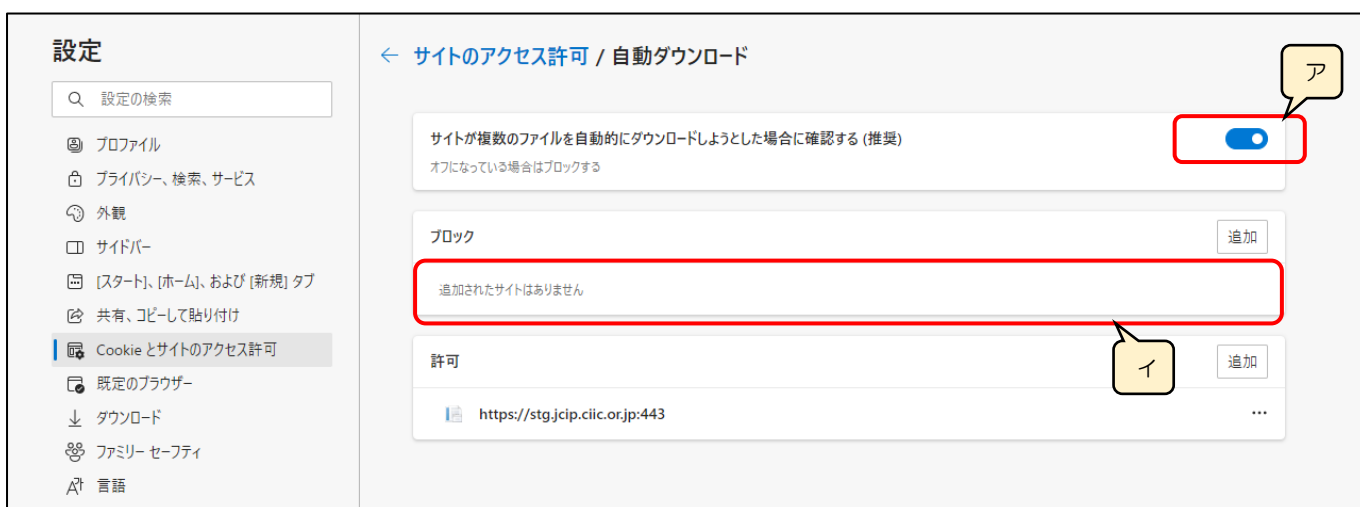 設定
設定の検索
プロファイル
プライバシー、検索、サービス
外観
サイドバー
[スタート]、[ホーム]、および [新規] タブ
共有、コピーして貼り付け
Cookie とサイトのアクセス許可
既定のブラウザー
ダウンロード
ファミリー セーフティ
言語
← サイトのアクセス許可 / 自動ダウンロード
ア
サイトが複数のファイルを自動的にダウンロードしようとした場合に確認する (推奨)
オフになっている場合はブロックする
ブロック 追加
追加されたサイトはありません
イ
許可 追加
https://stg.jcip.ciic.or.jp:443